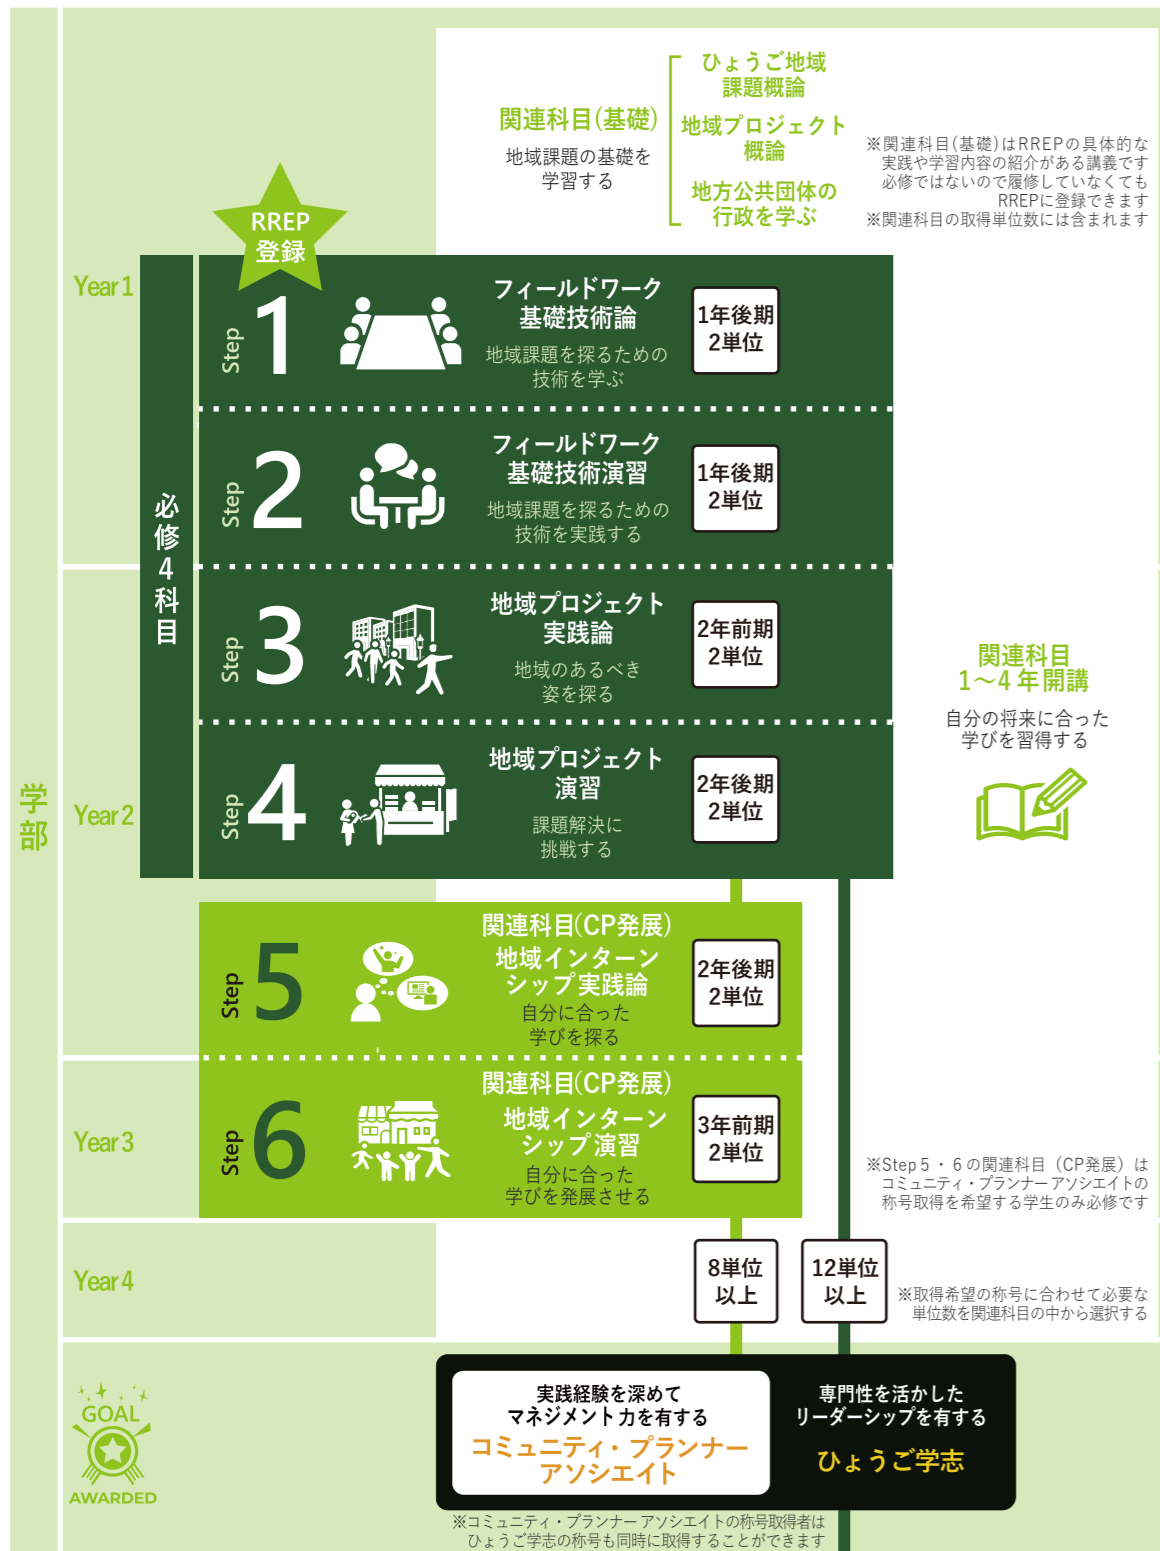 関連科目(基礎)
地域課題の基礎を
学習する
ひょうご地域
課題概論
地域プロジェクト
概論
地方公共団体の
行政を学ぶ
※関連科目(基礎)はRREPの具体的な
実践や学習内容の紹介がある講義です
必修ではないので履修していなくても
RREPに登録できます
※関連科目の取得単位数には含まれます
学部
Year 1
RREP
登録
必修4科目
Step 1
フィールドワーク
基礎技術論
地域課題を探るための
技術を学ぶ
1年後期
2単位
Step 2
フィールドワーク
基礎技術演習
地域課題を探るための
技術を実践する
1年後期
2単位
Year 2
Step 3
地域プロジェクト
実践論
地域のあるべき
姿を探る
2年前期
2単位
Step 4
地域プロジェクト
演習
課題解決に
挑戦する
2年後期
2単位
関連科目
1〜4年開講
自分の将来に合った
学びを習得する
Step 5
関連科目(CP発展)
地域インターン
シップ実践論
自分に合った
学びを探る
2年後期
2単位
Year 3
Step 6
関連科目(CP発展)
地域インターン
シップ演習
自分に合った
学びを発展させる
3年前期
2単位
※Step 5・6の関連科目（CP発展）は
コミュニティ・プランナー アソシエイトの
称号取得を希望する学生のみ必修です
Year 4
8単位
以上
12単位
以上
※取得希望の称号に合わせて必要な
単位数を関連科目の中から選択する
GOAL
AWARDED
実践経験を深めて
マネジメント力を有する
コミュニティ・プランナー
アソシエイト
専門性を活かした
リーダーシップを有する
ひょうご学志
※コミュニティ・プランナー アソシエイトの称号取得者は
ひょうご学志の称号も同時に取得することができます